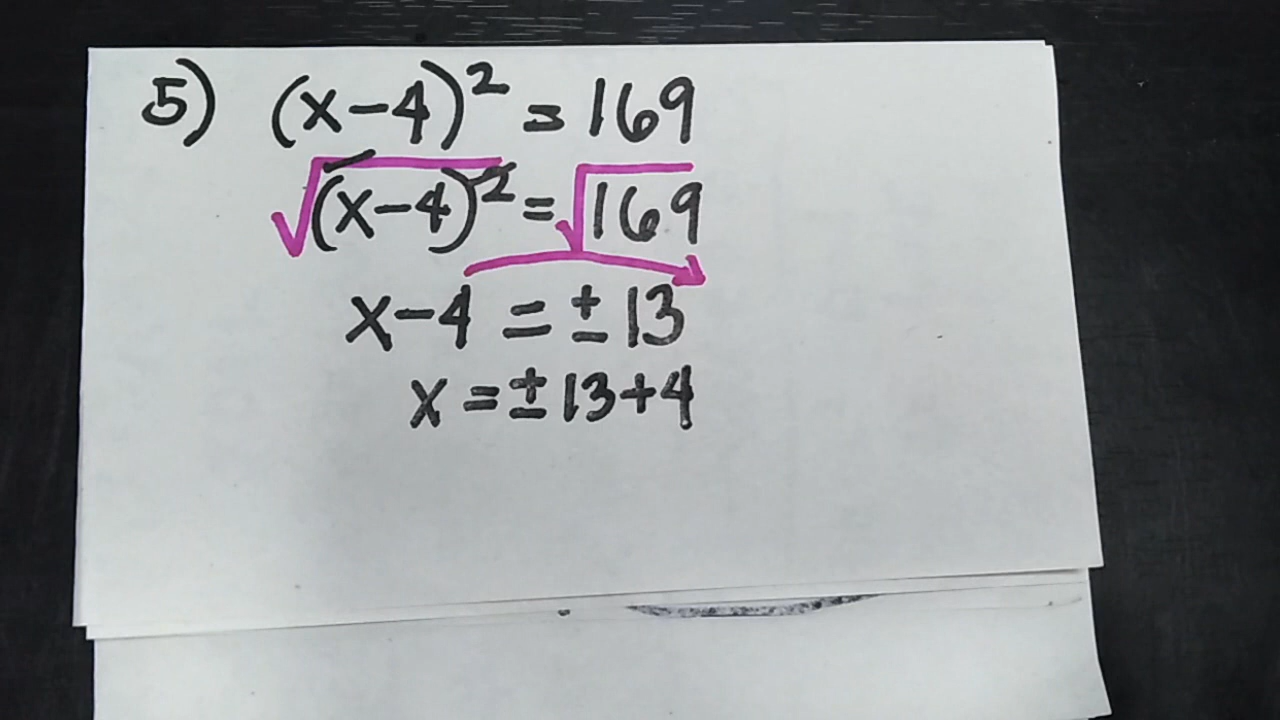 5) (x-4)² = 169
√(x-4)² = √169
x-4 = ±13
x = ±13+4